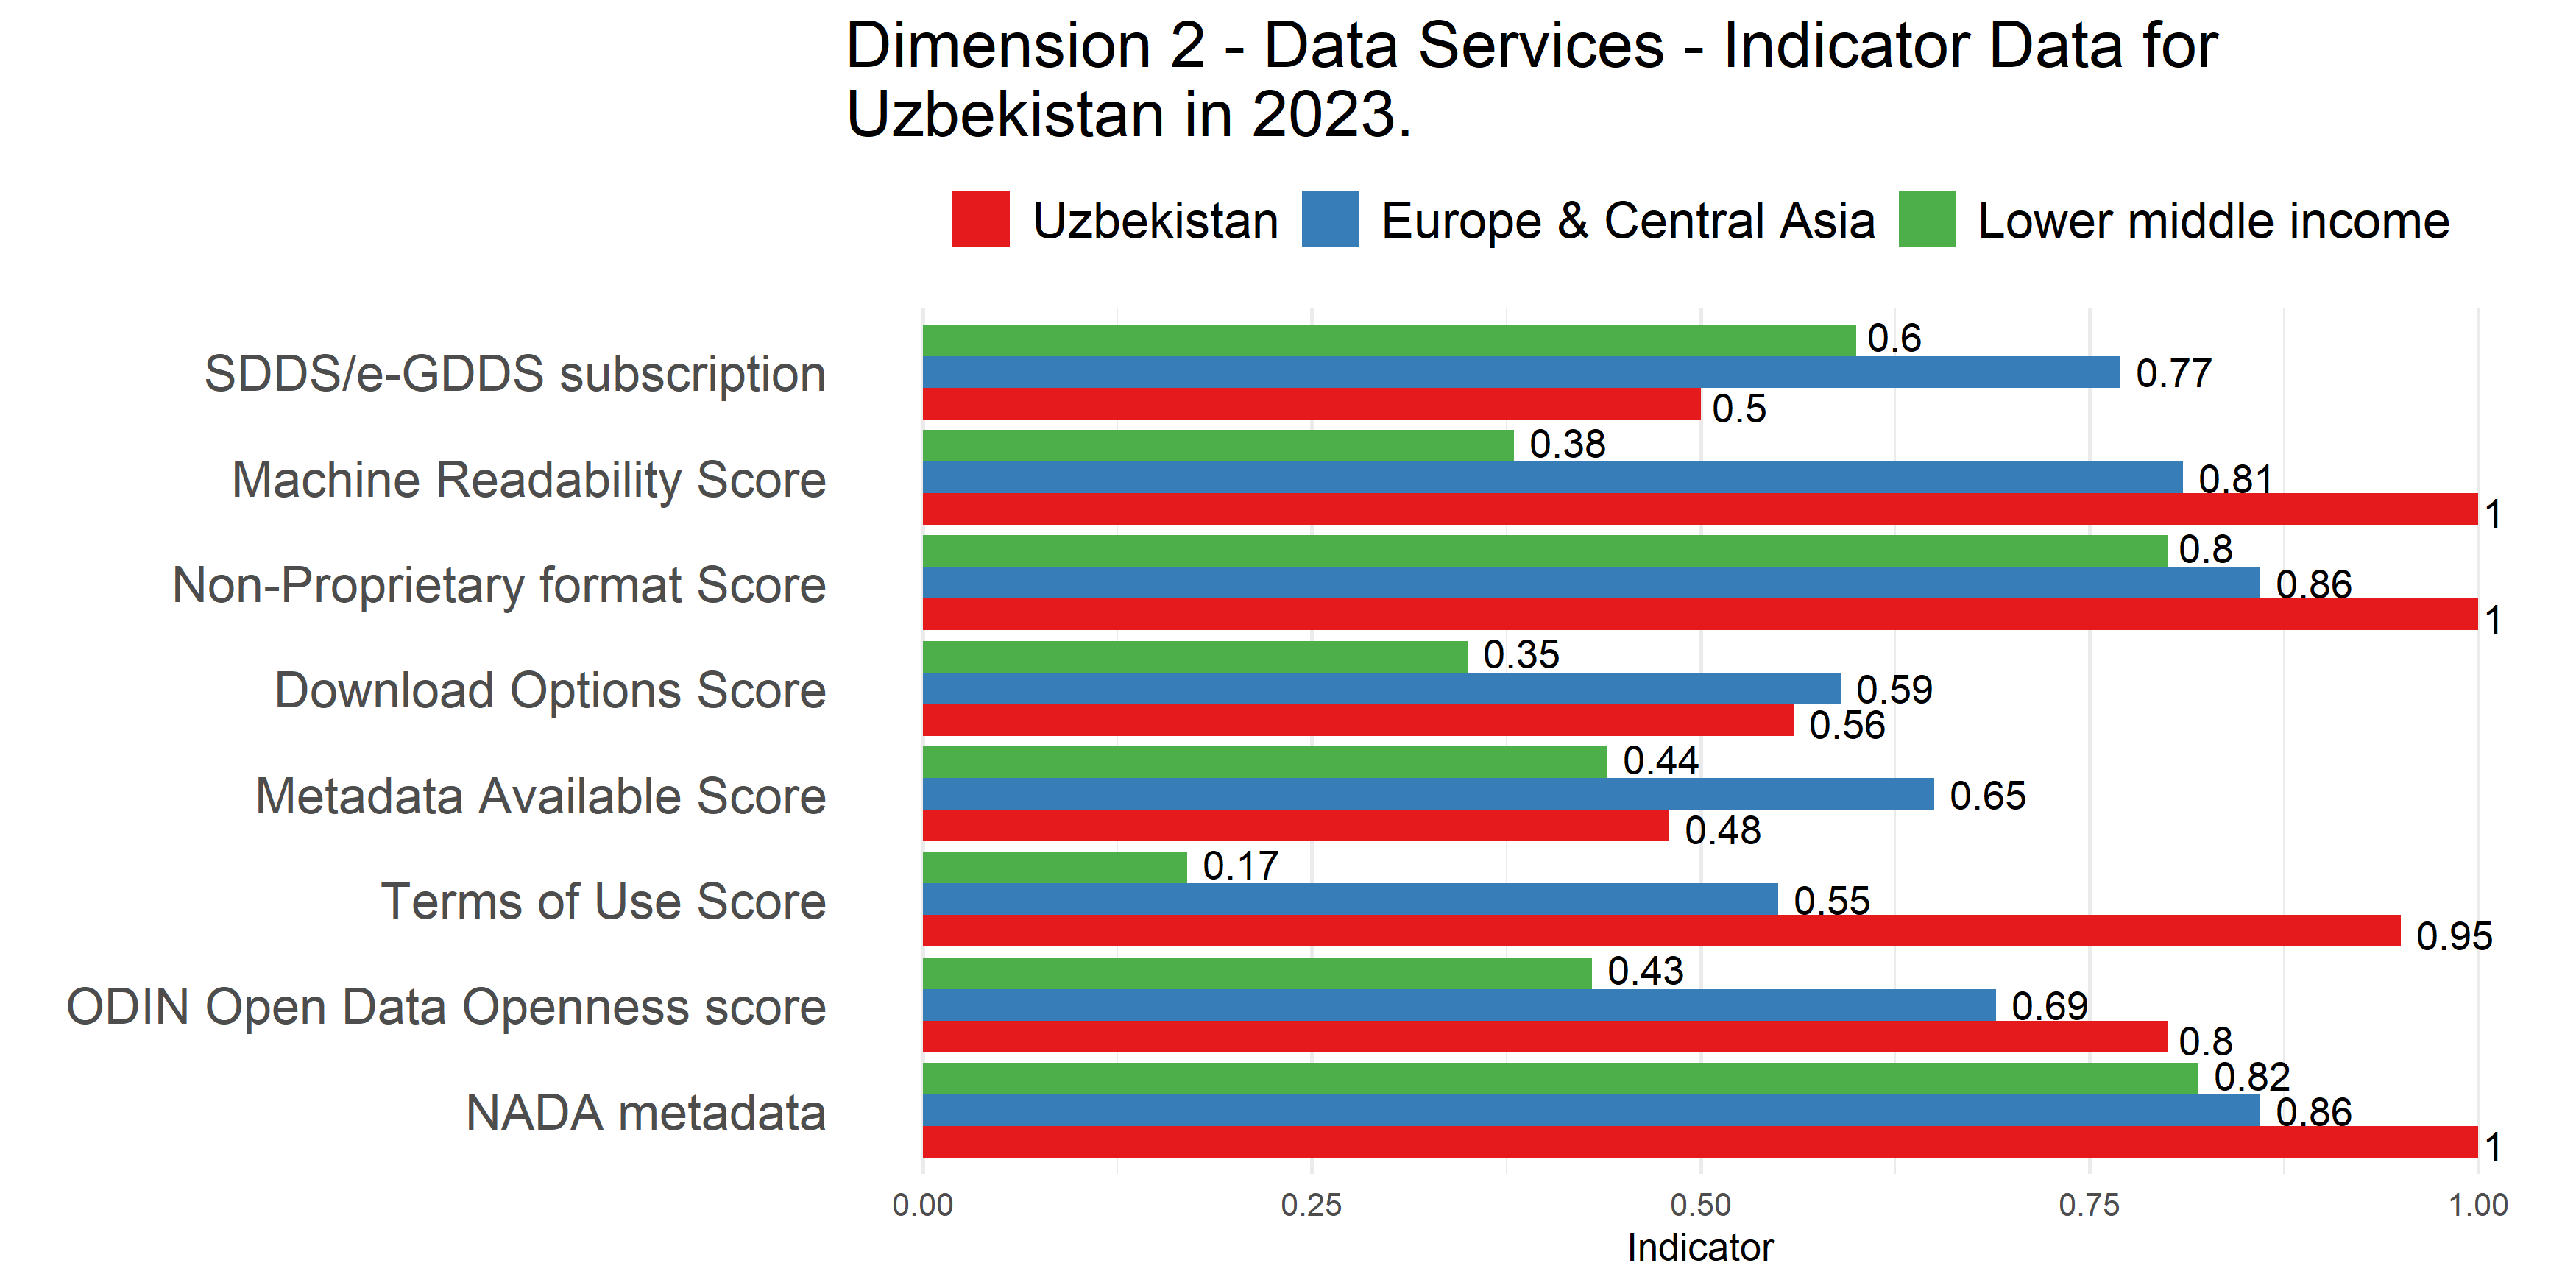 Dimension 2 - Data Services - Indicator Data for
Uzbekistan in 2023.
Uzbekistan
Europe & Central Asia
Lower middle income
SDDS/e-GDDS subscription
0.6
0.77
0.5
Machine Readability Score
0.38
0.81
1
Non-Proprietary format Score
0.8
0.86
1
Download Options Score
0.35
0.59
0.56
Metadata Available Score
0.44
0.65
0.48
Terms of Use Score
0.17
0.55
0.95
ODIN Open Data Openness score
0.43
0.69
0.8
NADA metadata
0.82
0.86
1
0.00
0.25
0.50
0.75
1.00
Indicator